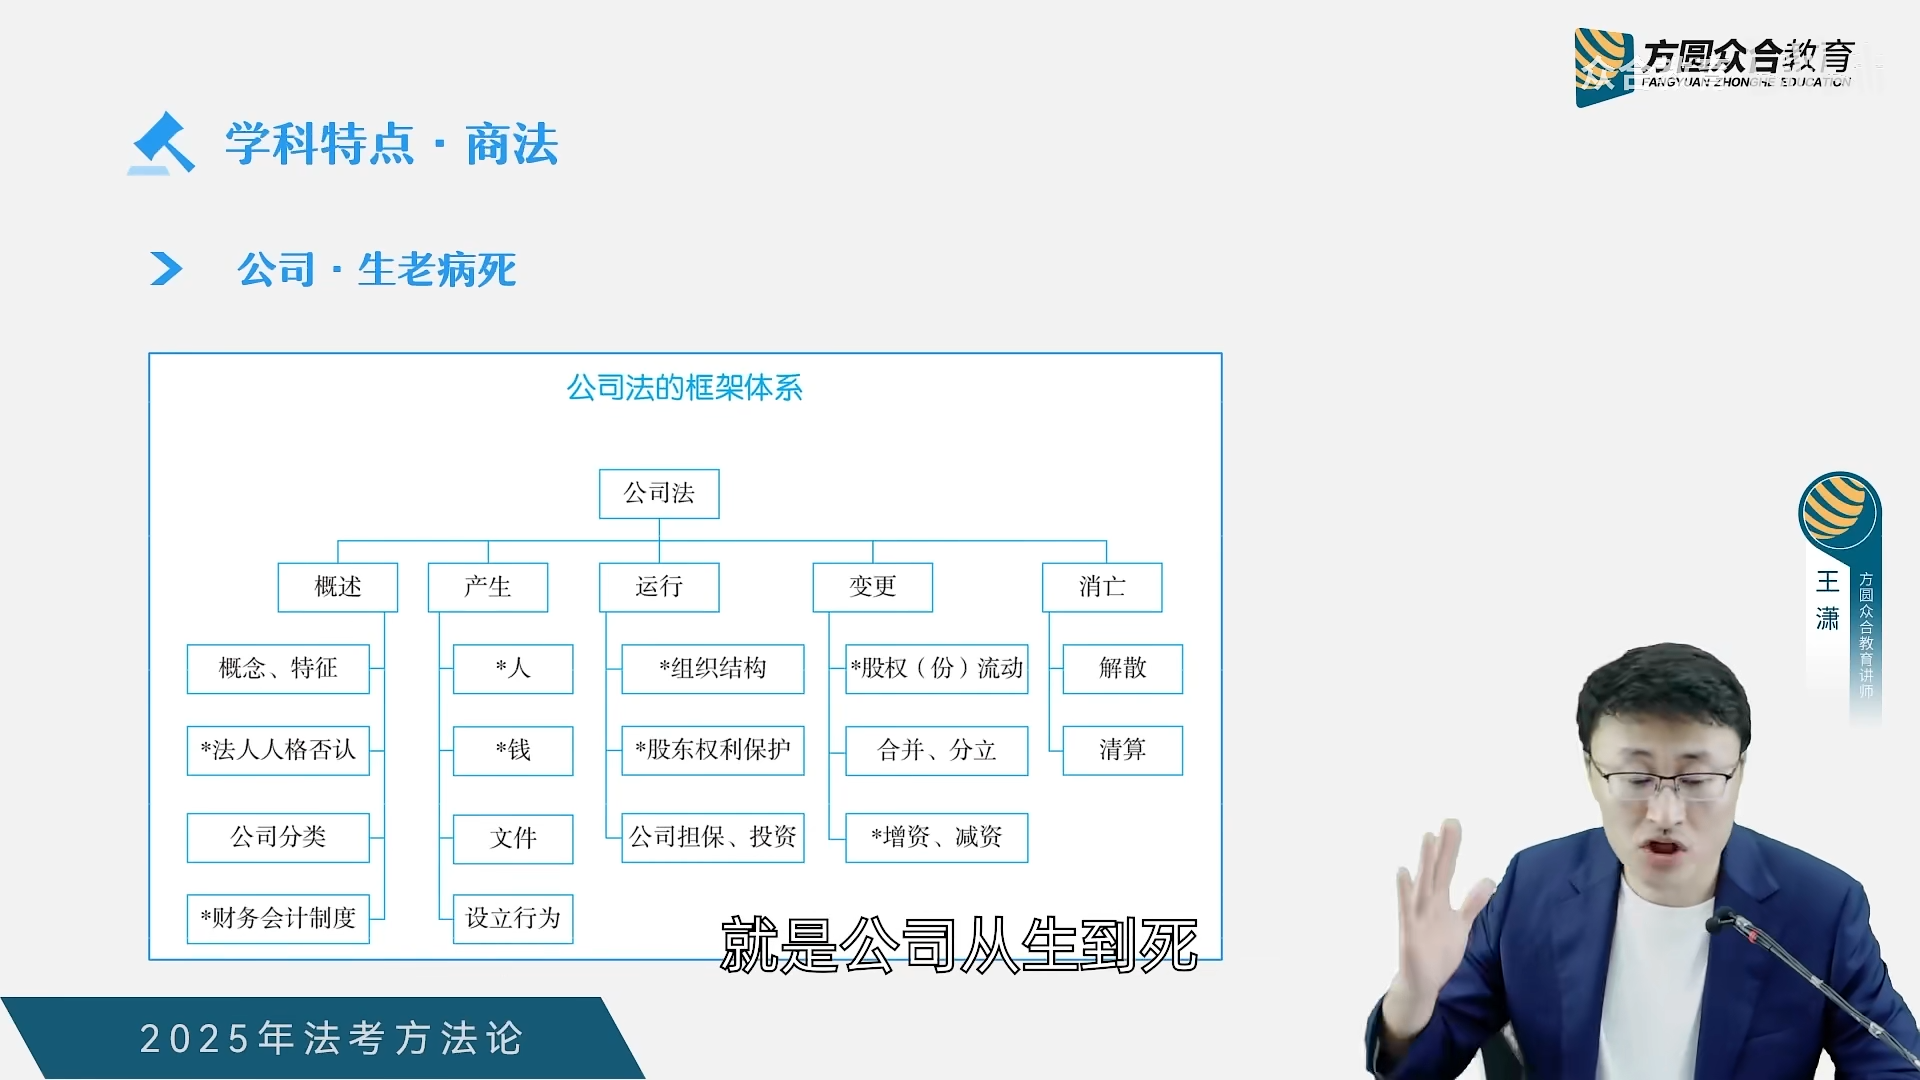 方圆众合教育
FANGYUAN ZHONGHE EDUCATION
学科特点·商法
公司·生老病死
公司法的框架体系
公司法
概述
产生
运行
变更
消亡
概念、特征
*人
*组织结构
*股权（份）流动
解散
*法人人格否认
*钱
*股东权利保护
合并、分立
清算
公司分类
文件
公司担保、投资
*增资、减资
*财务会计制度
设立行为
王潇
方圆众合教育讲师
就是公司从生到死
2025年法考方法论